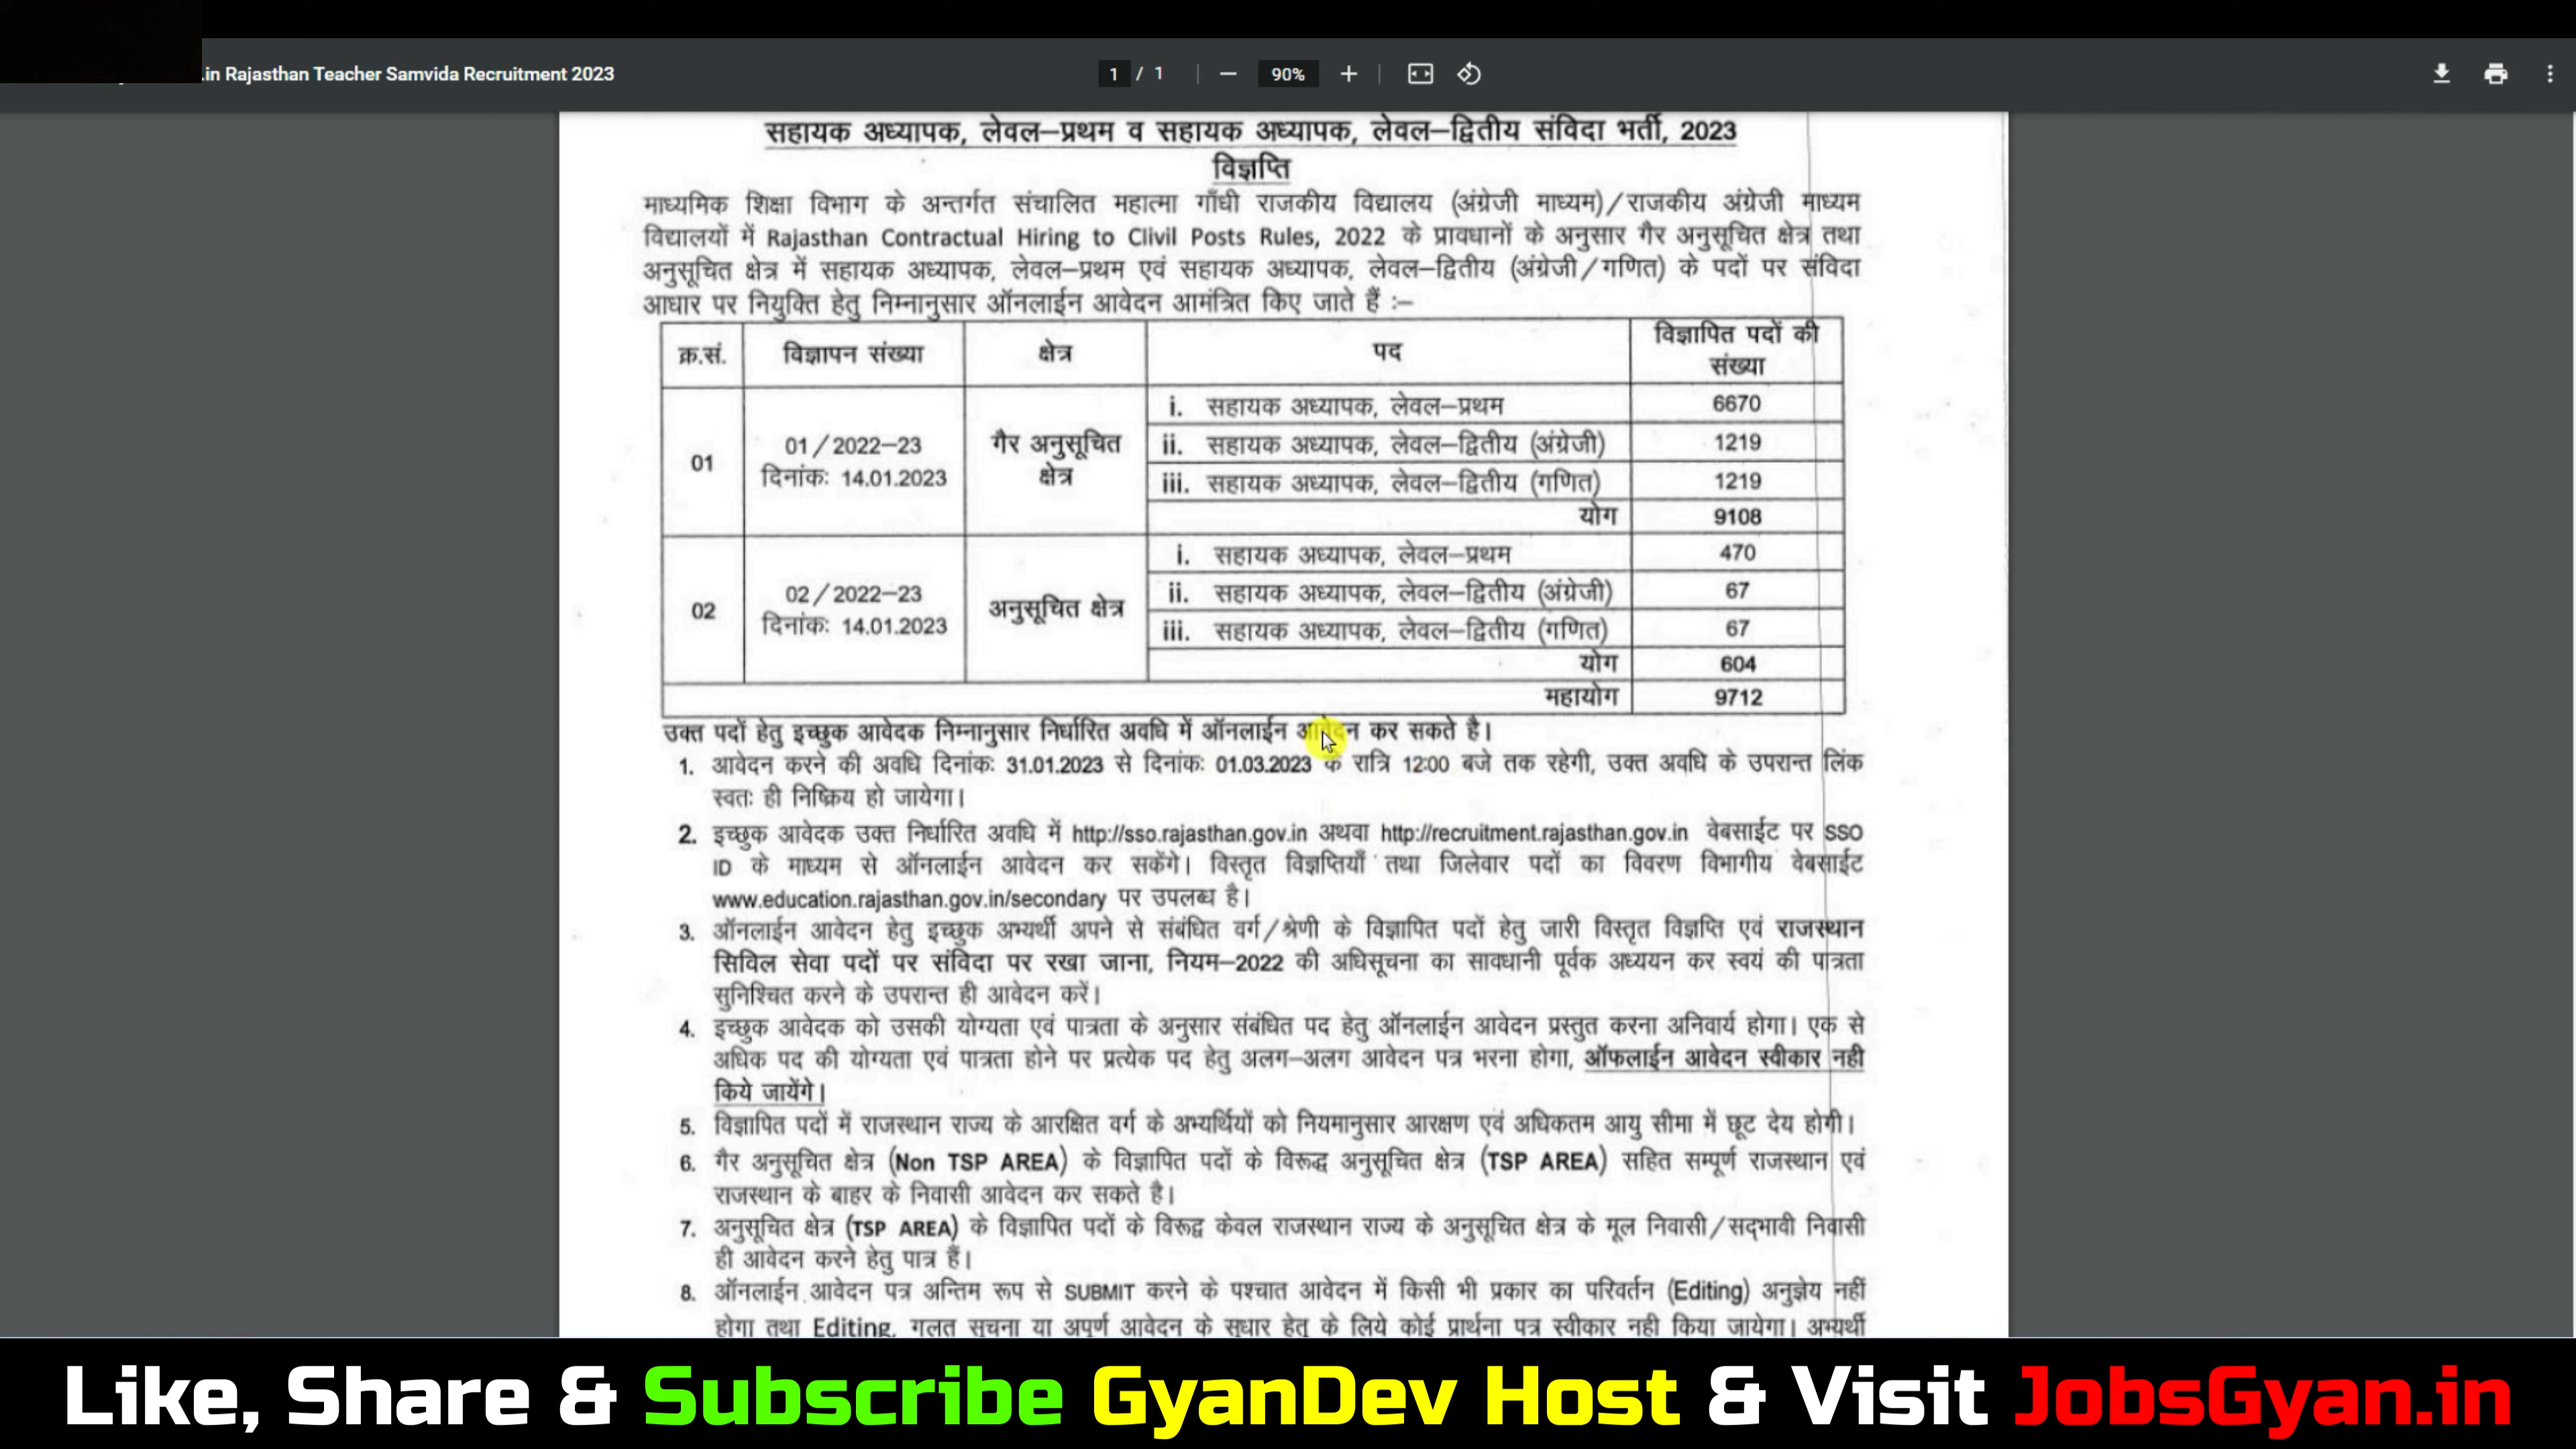 .in Rajasthan Teacher Samvida Recruitment 2023
1 / 1
90%
सहायक अध्यापक, लेवल–प्रथम व सहायक अध्यापक, लेवल–द्वितीय संविदा भर्ती, 2023
विज्ञप्ति
माध्यमिक शिक्षा विभाग के अन्तर्गत संचालित महात्मा गाँधी राजकीय विद्यालय (अंग्रेजी माध्यम)/राजकीय अंग्रेजी माध्यम
विद्यालयों में Rajasthan Contractual Hiring to Clivil Posts Rules, 2022 के प्रावधानों के अनुसार गैर अनुसूचित क्षेत्र तथा
अनुसूचित क्षेत्र में सहायक अध्यापक, लेवल–प्रथम एवं सहायक अध्यापक, लेवल–द्वितीय (अंग्रेजी/गणित) के पदों पर संविदा
आधार पर नियुक्ति हेतु निम्नानुसार ऑनलाईन आवेदन आमंत्रित किए जाते हैं :–
क्र.सं. विज्ञापन संख्या क्षेत्र पद विज्ञापित पदों की
संख्या
01 01/2022–23 गैर अनुसूचित i. सहायक अध्यापक, लेवल–प्रथम 6670
दिनांक: 14.01.2023 क्षेत्र ii. सहायक अध्यापक, लेवल–द्वितीय (अंग्रेजी) 1219
iii. सहायक अध्यापक, लेवल–द्वितीय (गणित) 1219
योग 9108
02 02/2022–23 अनुसूचित क्षेत्र i. सहायक अध्यापक, लेवल–प्रथम 470
दिनांक: 14.01.2023 ii. सहायक अध्यापक, लेवल–द्वितीय (अंग्रेजी) 67
iii. सहायक अध्यापक, लेवल–द्वितीय (गणित) 67
योग 604
महायोग 9712
उक्त पदों हेतु इच्छुक आवेदक निम्नानुसार निर्धारित अवधि में ऑनलाईन आवेदन कर सकते है।
1. आवेदन करने की अवधि दिनांक: 31.01.2023 से दिनांक: 01.03.2023 के रात्रि 12:00 बजे तक रहेगी, उक्त अवधि के उपरान्त लिंक
स्वतः ही निष्क्रिय हो जायेगा।
2. इच्छुक आवेदक उक्त निर्धारित अवधि में http://sso.rajasthan.gov.in अथवा http://recruitment.rajasthan.gov.in वेबसाईट पर SSO
ID के माध्यम से ऑनलाईन आवेदन कर सकेंगे। विस्तृत विज्ञप्तियाँ तथा जिलेवार पदों का विवरण विभागीय वेबसाईट
www.education.rajasthan.gov.in/secondary पर उपलब्ध है।
3. ऑनलाईन आवेदन हेतु इच्छुक अभ्यर्थी अपने से संबंधित वर्ग/श्रेणी के विज्ञापित पदों हेतु जारी विस्तृत विज्ञप्ति एवं राजस्थान
सिविल सेवा पदों पर संविदा पर रखा जाना, नियम–2022 की अधिसूचना का सावधानी पूर्वक अध्ययन कर स्वयं की पात्रता
सुनिश्चित करने के उपरान्त ही आवेदन करें।
4. इच्छुक आवेदक को उसकी योग्यता एवं पात्रता के अनुसार संबंधित पद हेतु ऑनलाईन आवेदन प्रस्तुत करना अनिवार्य होगा। एक से
अधिक पद की योग्यता एवं पात्रता होने पर प्रत्येक पद हेतु अलग–अलग आवेदन पत्र भरना होगा, ऑफलाईन आवेदन स्वीकार नही
किये जायेंगे।
5. विज्ञापित पदों में राजस्थान राज्य के आरक्षित वर्ग के अभ्यर्थियों को नियमानुसार आरक्षण एवं अधिकतम आयु सीमा में छूट देय होगी।
6. गैर अनुसूचित क्षेत्र (Non TSP AREA) के विज्ञापित पदों के विरूद्ध अनुसूचित क्षेत्र (TSP AREA) सहित सम्पूर्ण राजस्थान एवं
राजस्थान के बाहर के निवासी आवेदन कर सकते है।
7. अनुसूचित क्षेत्र (TSP AREA) के विज्ञापित पदों के विरूद्व केवल राजस्थान राज्य के अनुसूचित क्षेत्र के मूल निवासी/सद्भावी निवासी
ही आवेदन करने हेतु पात्र हैं।
8. ऑनलाईन आवेदन पत्र अन्तिम रूप से SUBMIT करने के पश्चात आवेदन में किसी भी प्रकार का परिवर्तन (Editing) अनुज्ञेय नहीं
होगा तथा Editing, गलत सूचना या अपूर्ण आवेदन के सुधार हेतु के लिये कोई प्रार्थना पत्र स्वीकार नही किया जायेगा। अभ्यर्थी
Like, Share & Subscribe GyanDev Host & Visit JobsGyan.in